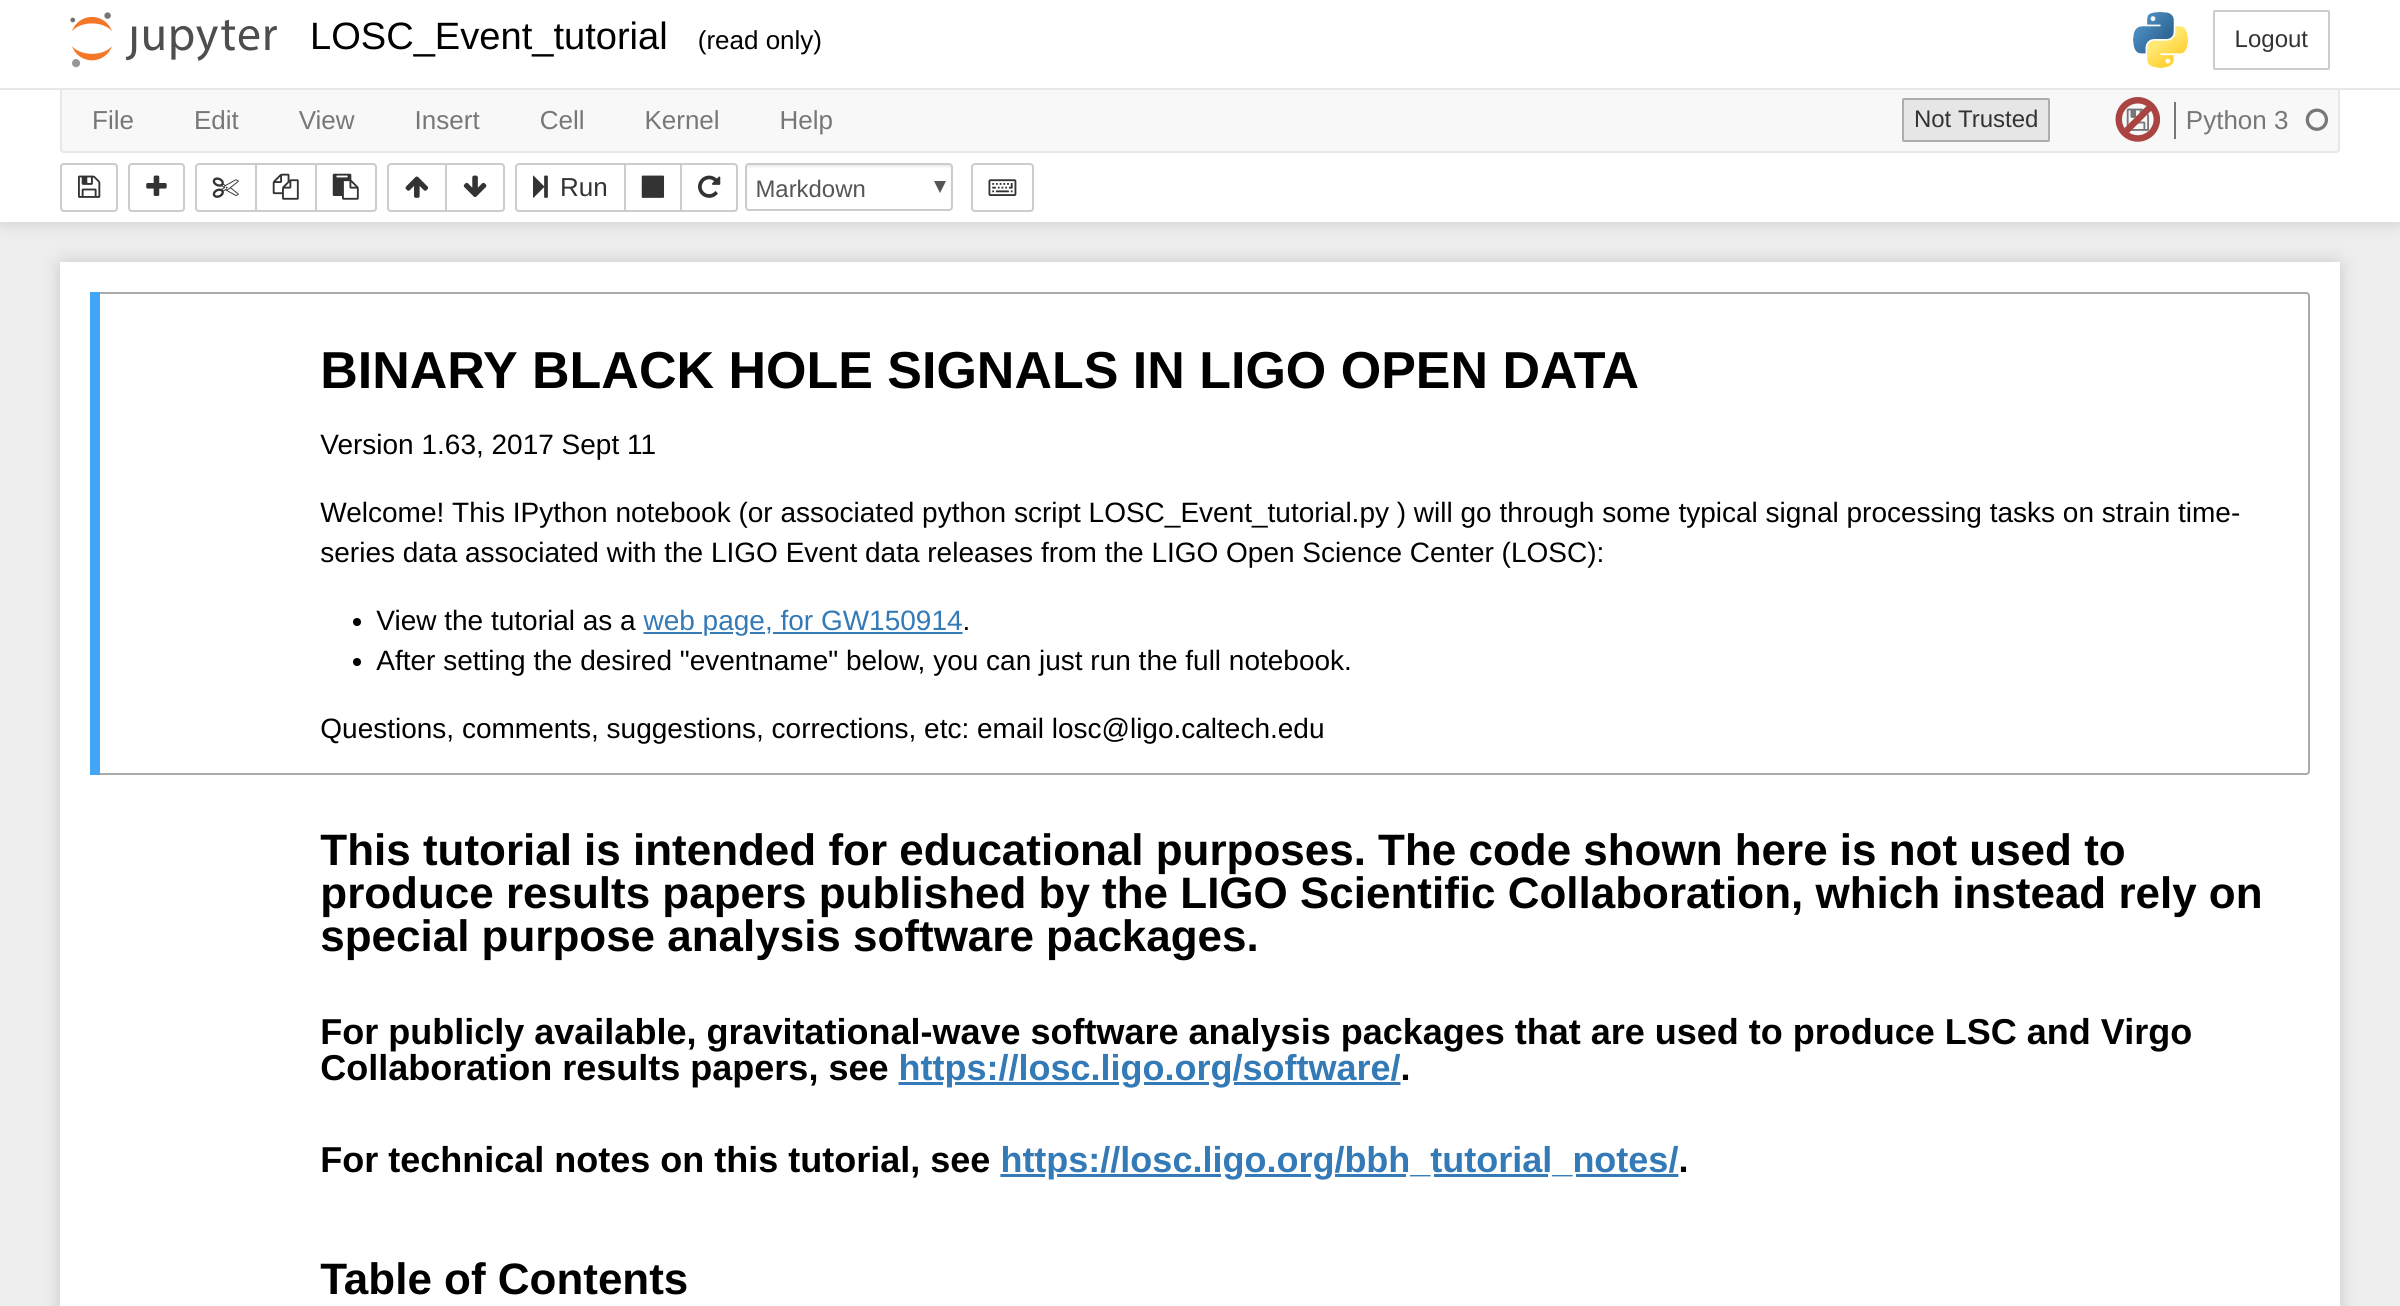 jupyter LOSC_Event_tutorial (read only) Logout
File Edit View Insert Cell Kernel Help Not Trusted Python 3
Run Markdown
BINARY BLACK HOLE SIGNALS IN LIGO OPEN DATA
Version 1.63, 2017 Sept 11
Welcome! This IPython notebook (or associated python script LOSC_Event_tutorial.py ) will go through some typical signal processing tasks on strain time-
series data associated with the LIGO Event data releases from the LIGO Open Science Center (LOSC):
• View the tutorial as a web page, for GW150914.
• After setting the desired "eventname" below, you can just run the full notebook.
Questions, comments, suggestions, corrections, etc: email losc@ligo.caltech.edu
This tutorial is intended for educational purposes. The code shown here is not used to
produce results papers published by the LIGO Scientific Collaboration, which instead rely on
special purpose analysis software packages.
For publicly available, gravitational-wave software analysis packages that are used to produce LSC and Virgo
Collaboration results papers, see https://losc.ligo.org/software/.
For technical notes on this tutorial, see https://losc.ligo.org/bbh_tutorial_notes/.
Table of Contents